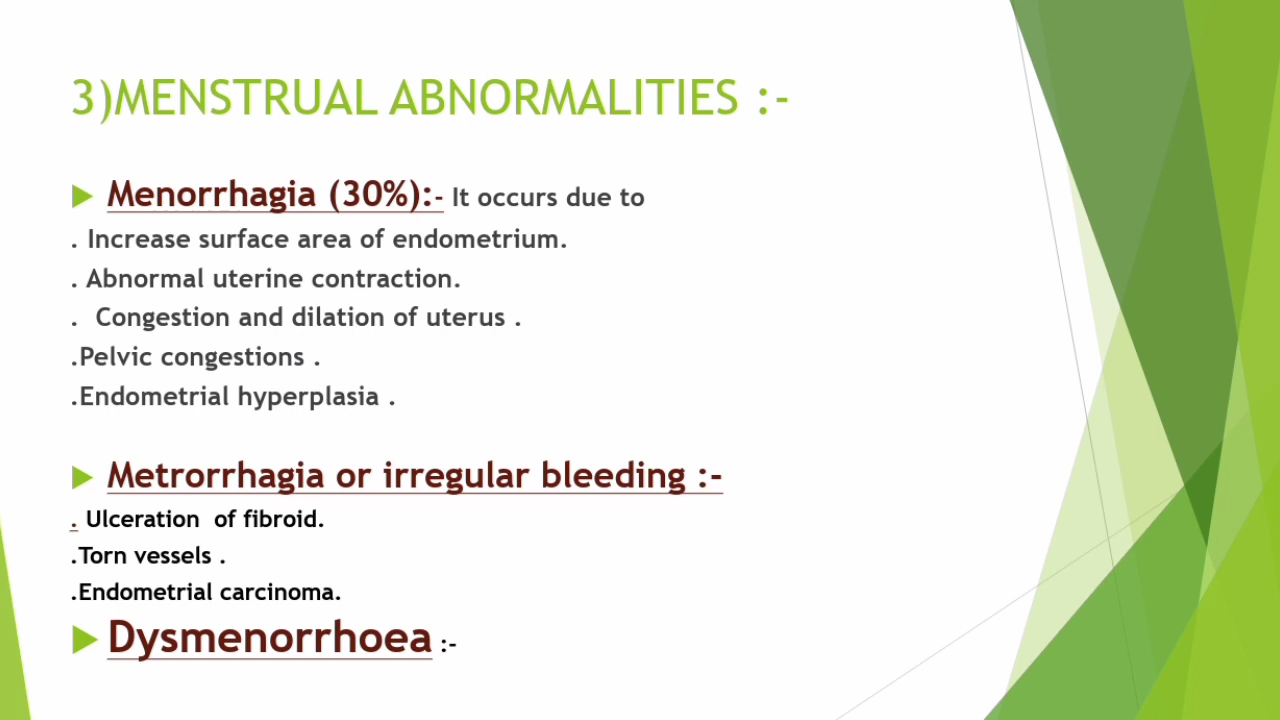 3)MENSTRUAL ABNORMALITIES :-
Menorrhagia (30%):- It occurs due to
. Increase surface area of endometrium.
. Abnormal uterine contraction.
. Congestion and dilation of uterus .
.Pelvic congestions .
.Endometrial hyperplasia .
Metrorrhagia or irregular bleeding :-
. Ulceration of fibroid.
.Torn vessels .
.Endometrial carcinoma.
Dysmenorrhoea :-